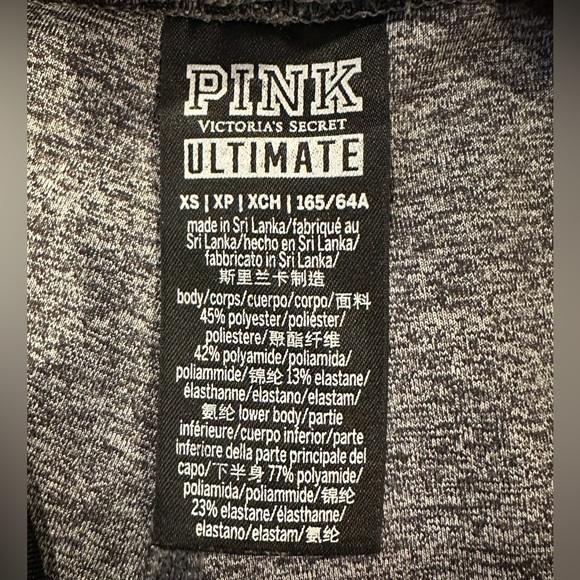 PINK
VICTORIA'S SECRET
ULTIMATE
XS | XP | XCH | 165/64A
made in Sri Lanka/fabriqué au
Sri Lanka/hecho en Sri Lanka/
fabbricato in Sri Lanka/
斯里兰卡制造
body/corps/cuerpo/corpo/面料
45% polyester/poliéster/
poliestere/聚酯纤维
42% polyamide/poliamida/
poliammide/锦纶 13% elastane/
élasthanne/elastano/elastam/
氨纶 lower body/partie
inférieure/cuerpo inferior/parte
inferiore della parte principale del
capo/下半身 77% polyamide/
poliamida/poliammide/锦纶
23% elastane/élasthanne/
elastano/elastam/氨纶